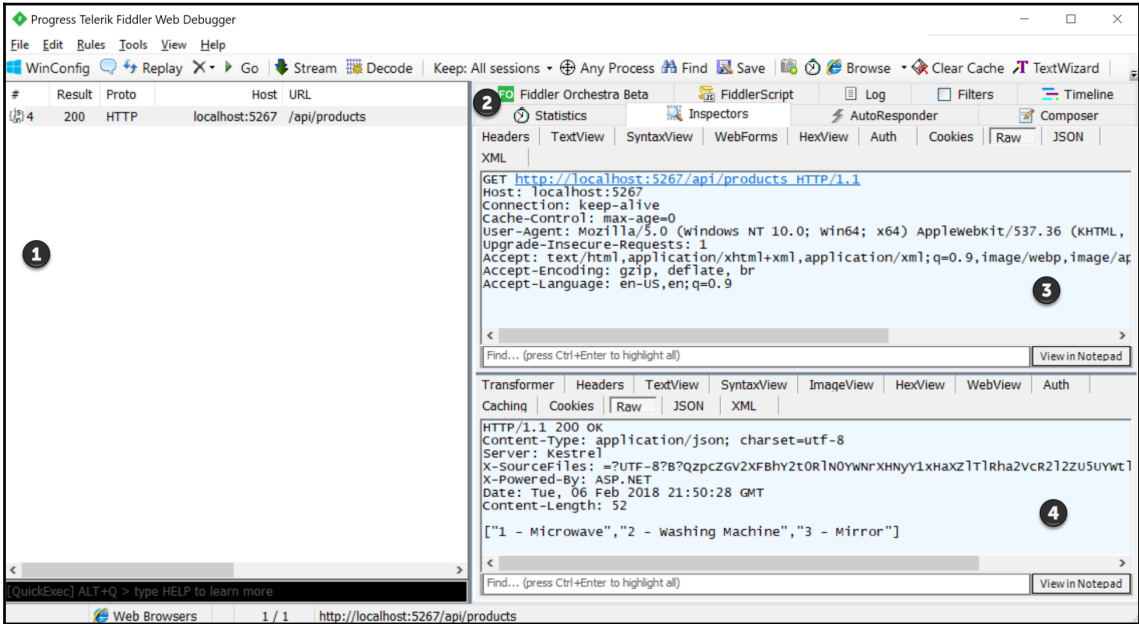 Progress Telerik Fiddler Web Debugger
File Edit Rules Tools View Help
WinConfig Replay Go Stream Decode Keep: All sessions Any Process Find Save Browse Clear Cache TextWizard
# Result Proto Host URL
4 200 HTTP localhost:5267 /api/products
1
[QuickExec] ALT+Q > type HELP to learn more
2
FO Fiddler Orchestra Beta FiddlerScript Log Filters Timeline
Statistics Inspectors AutoResponder Composer
Headers TextView SyntaxView WebForms HexView Auth Cookies Raw JSON
XML
GET http://localhost:5267/api/products HTTP/1.1
Host: localhost:5267
Connection: keep-alive
Cache-Control: max-age=0
User-Agent: Mozilla/5.0 (Windows NT 10.0; Win64; x64) AppleWebKit/537.36 (KHTML,
Upgrade-Insecure-Requests: 1
Accept: text/html,application/xhtml+xml,application/xml;q=0.9,image/webp,image/ap
Accept-Encoding: gzip, deflate, br
Accept-Language: en-US,en;q=0.9
3
Find... (press Ctrl+Enter to highlight all) View in Notepad
Transformer Headers TextView SyntaxView ImageView HexView WebView Auth
Caching Cookies Raw JSON XML
HTTP/1.1 200 OK
Content-Type: application/json; charset=utf-8
Server: Kestrel
X-SourceFiles:
X-Powered-By: ASP.NET
Date: Tue, 06 Feb 2018 21:50:28 GMT
Content-Length: 52
4
["1 - Microwave","2 - Washing Machine","3 - Mirror"]
Find... (press Ctrl+Enter to highlight all) View in Notepad
Web Browsers 1 / 1 http://localhost:5267/api/products